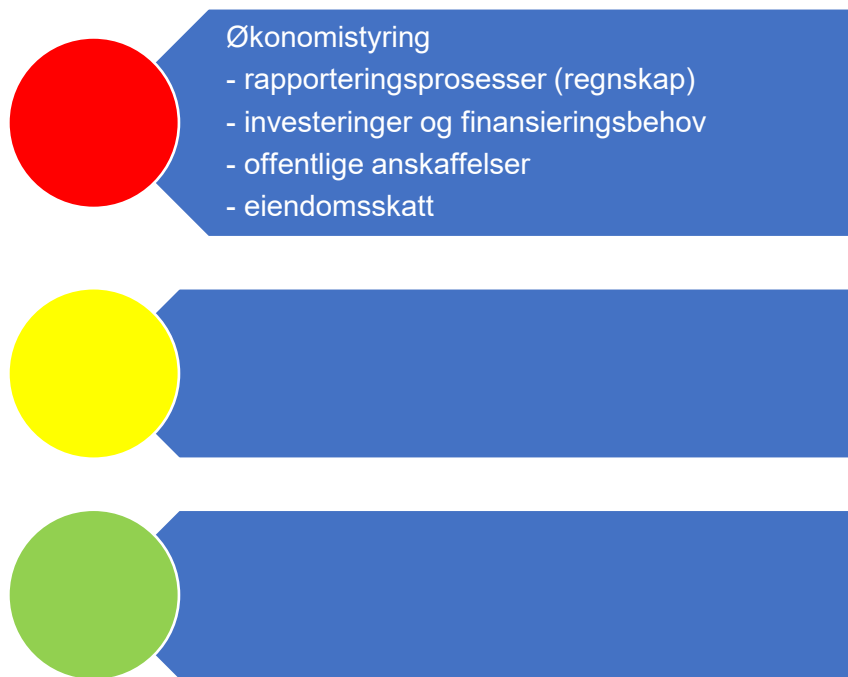 Økonomistyring
- rapporteringsprosesser (regnskap)
- investeringer og finansieringsbehov
- offentlige anskaffelser
- eiendomsskatt